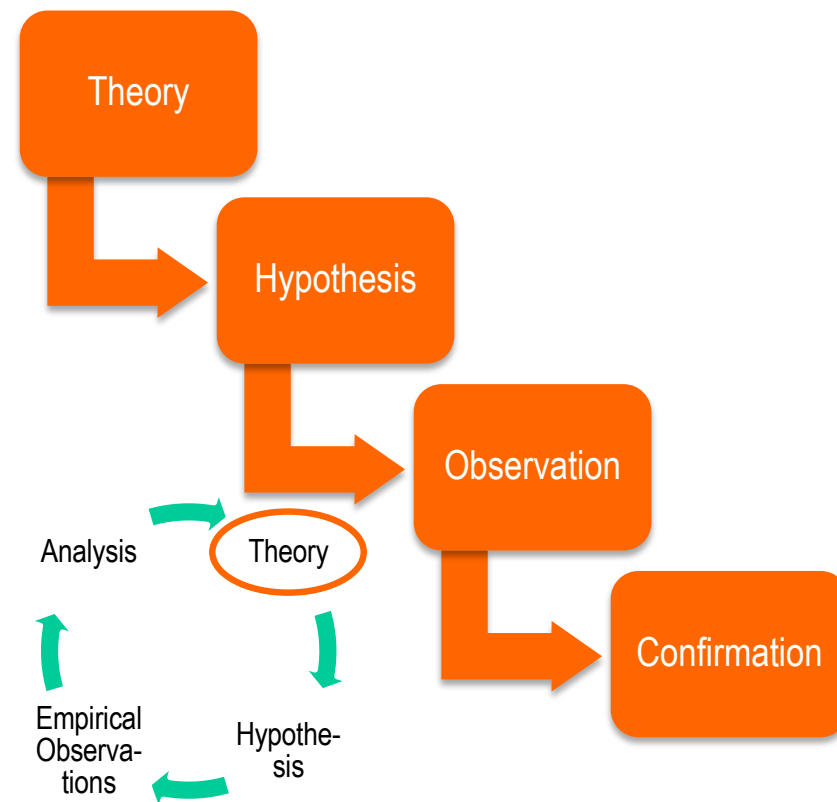 Theory
Hypothesis
Observation
Confirmation
Analysis
Theory
Empirical
Observa-
tions
Hypothe-
sis